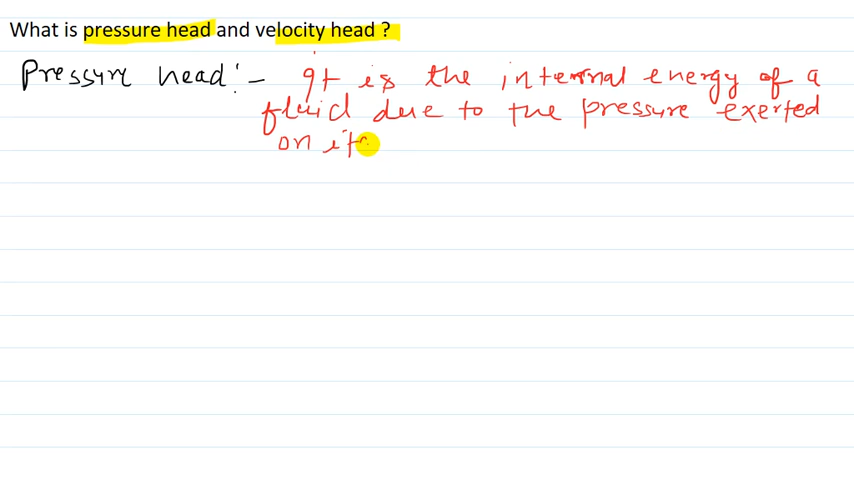 What is pressure head and velocity head ?
Pressure head:- It is the internal energy of a
fluid due to the pressure exerted
on it